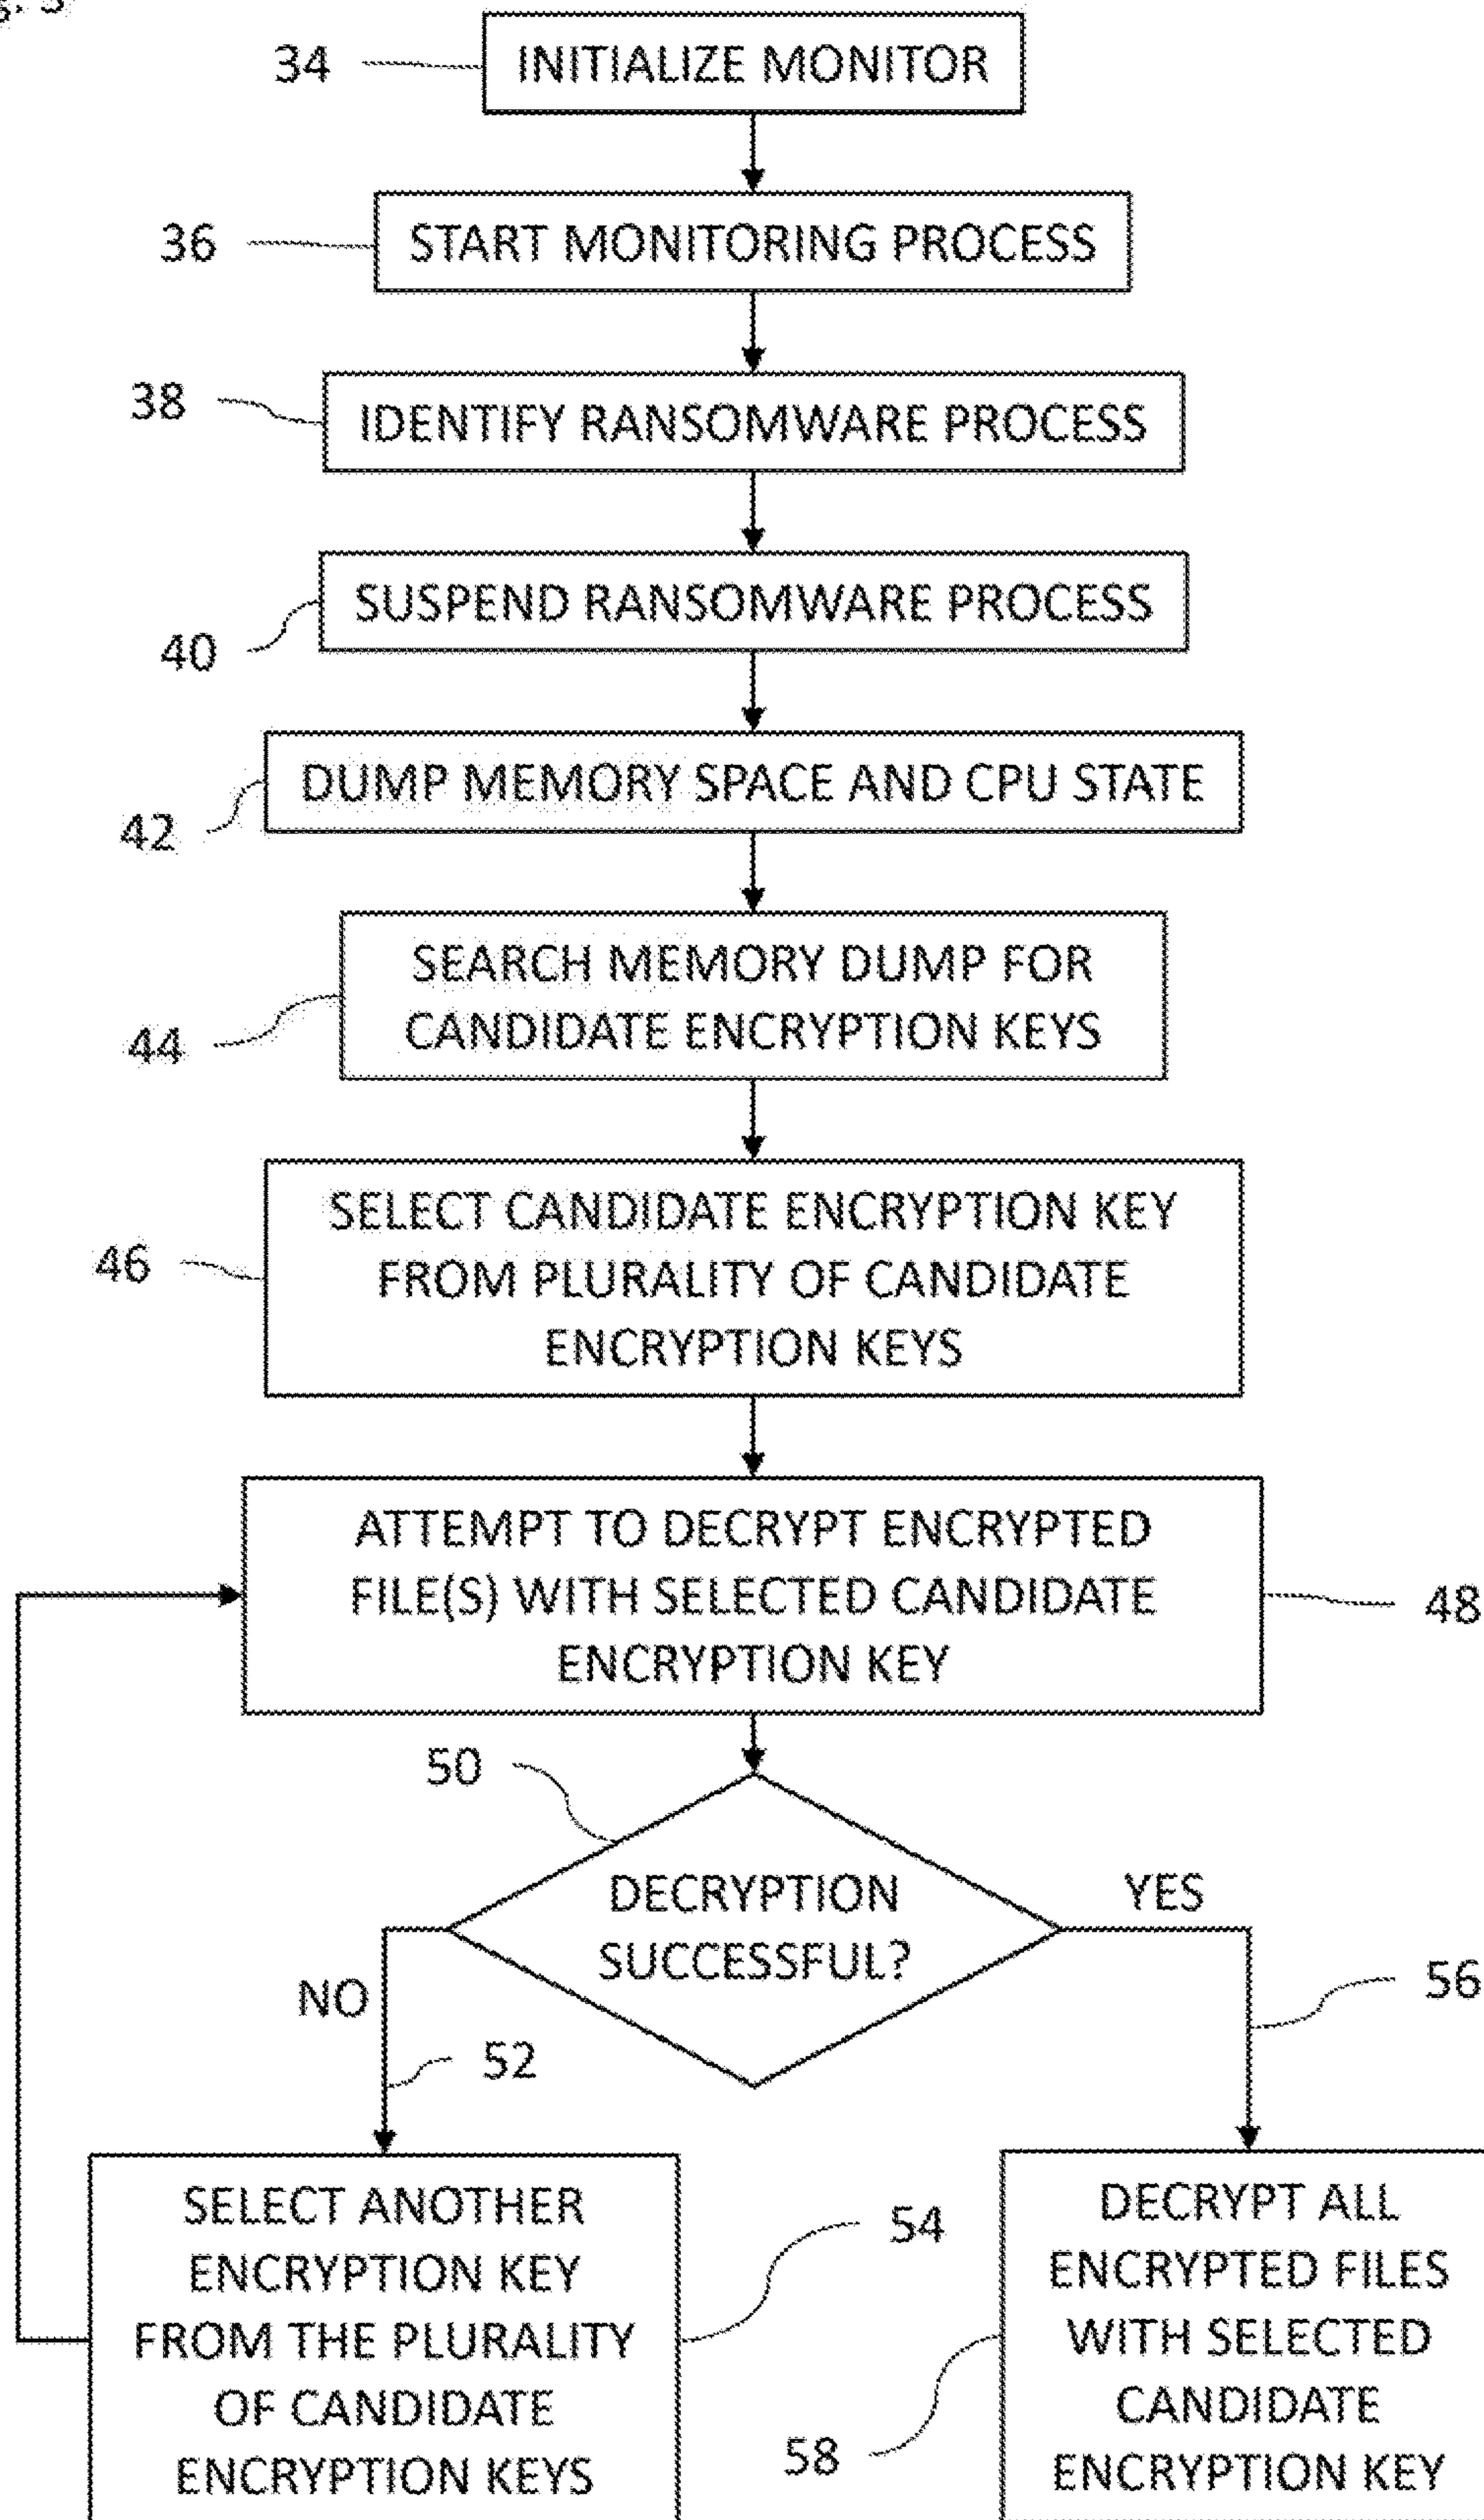 34
INITIALIZE MONITOR
36
START MONITORING PROCESS
38
IDENTIFY RANSOMWARE PROCESS
40
SUSPEND RANSOMWARE PROCESS
42
DUMP MEMORY SPACE AND CPU STATE
44
SEARCH MEMORY DUMP FOR
CANDIDATE ENCRYPTION KEYS
46
SELECT CANDIDATE ENCRYPTION KEY
FROM PLURALITY OF CANDIDATE
ENCRYPTION KEYS
ATTEMPT TO DECRYPT ENCRYPTED
FILE(S) WITH SELECTED CANDIDATE
ENCRYPTION KEY
48
50
DECRYPTION
SUCCESSFUL?
YES
NO
56
52
SELECT ANOTHER
ENCRYPTION KEY
FROM THE PLURALITY
OF CANDIDATE
ENCRYPTION KEYS
54
DECRYPT ALL
ENCRYPTED FILES
WITH SELECTED
CANDIDATE
ENCRYPTION KEY
58